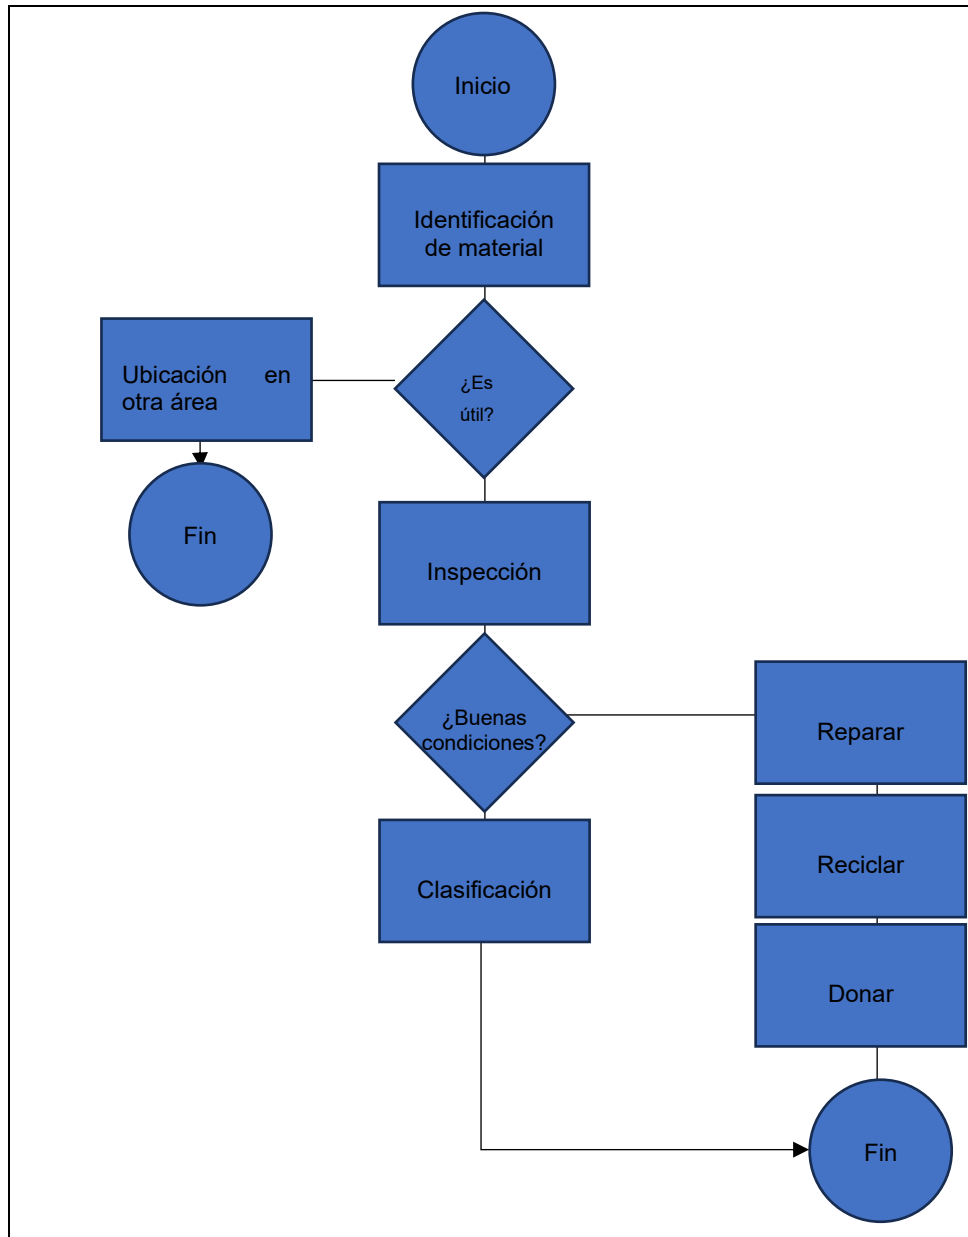 Inicio
Identificación
de material
Ubicación en
otra área
¿Es
útil?
Fin
Inspección
¿Buenas
condiciones?
Reparar
Clasificación
Reciclar
Donar
Fin